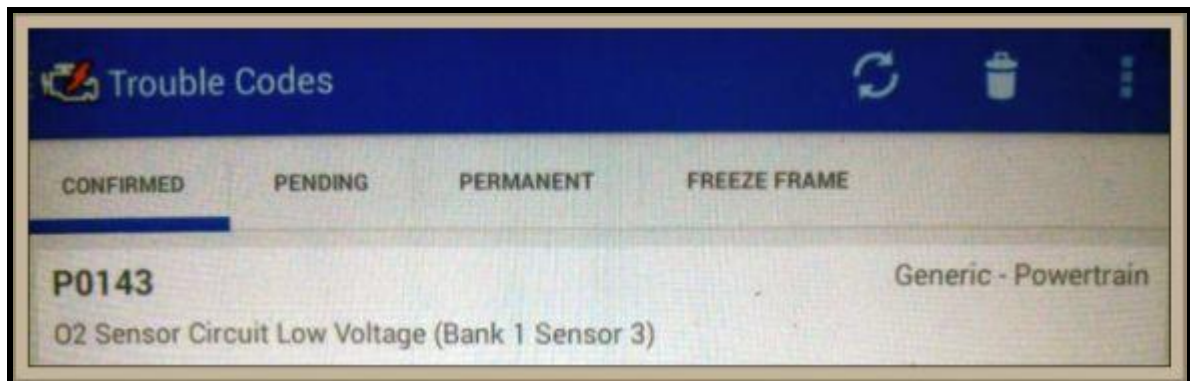 Trouble Codes
CONFIRMED PENDING PERMANENT FREEZE FRAME
P0143 Generic - Powertrain
O2 Sensor Circuit Low Voltage (Bank 1 Sensor 3)